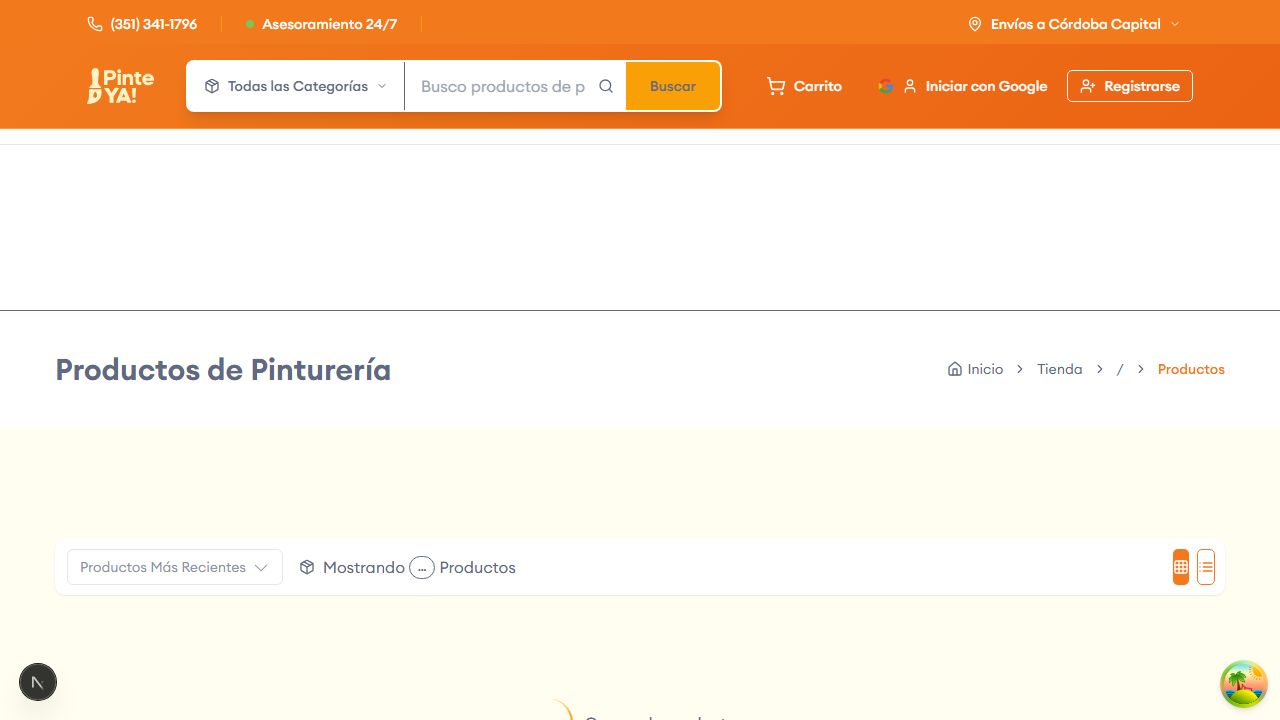 (351) 341-1796
Asesoramiento 24/7
Envíos a Córdoba Capital
Pinte
YA!
Todas las Categorías
Busco productos de p
Buscar
Carrito
Iniciar con Google
Registrarse
Productos de Pinturería
Inicio > Tienda > / > Productos
Productos Más Recientes
Mostrando ... Productos